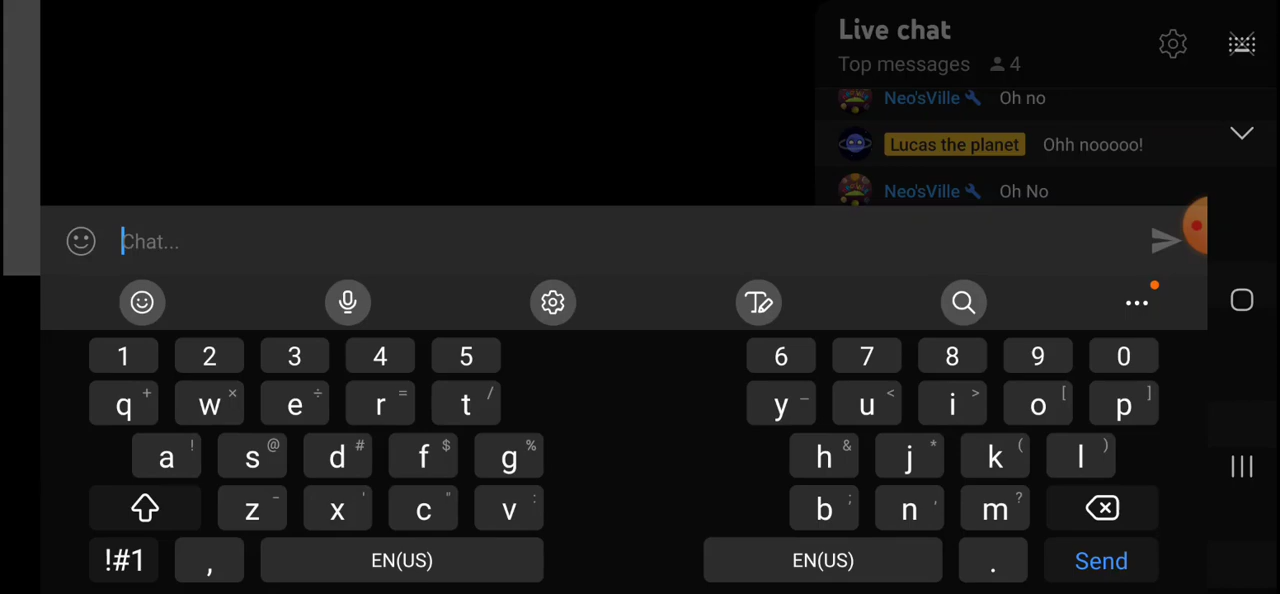 Live chat
Top messages 4
Neo'sVille Oh no
Lucas the planet Ohh nooooo!
Neo'sVille Oh No
Chat...
1 2 3 4 5 6 7 8 9 0
q + w × e ÷ r = t / y _ u < i > o [ p ]
a ! s @ d # f $ g % h & j * k ( l )
z - x ' c " v : b ; n , m ?
!#1 , EN(US) EN(US) . Send